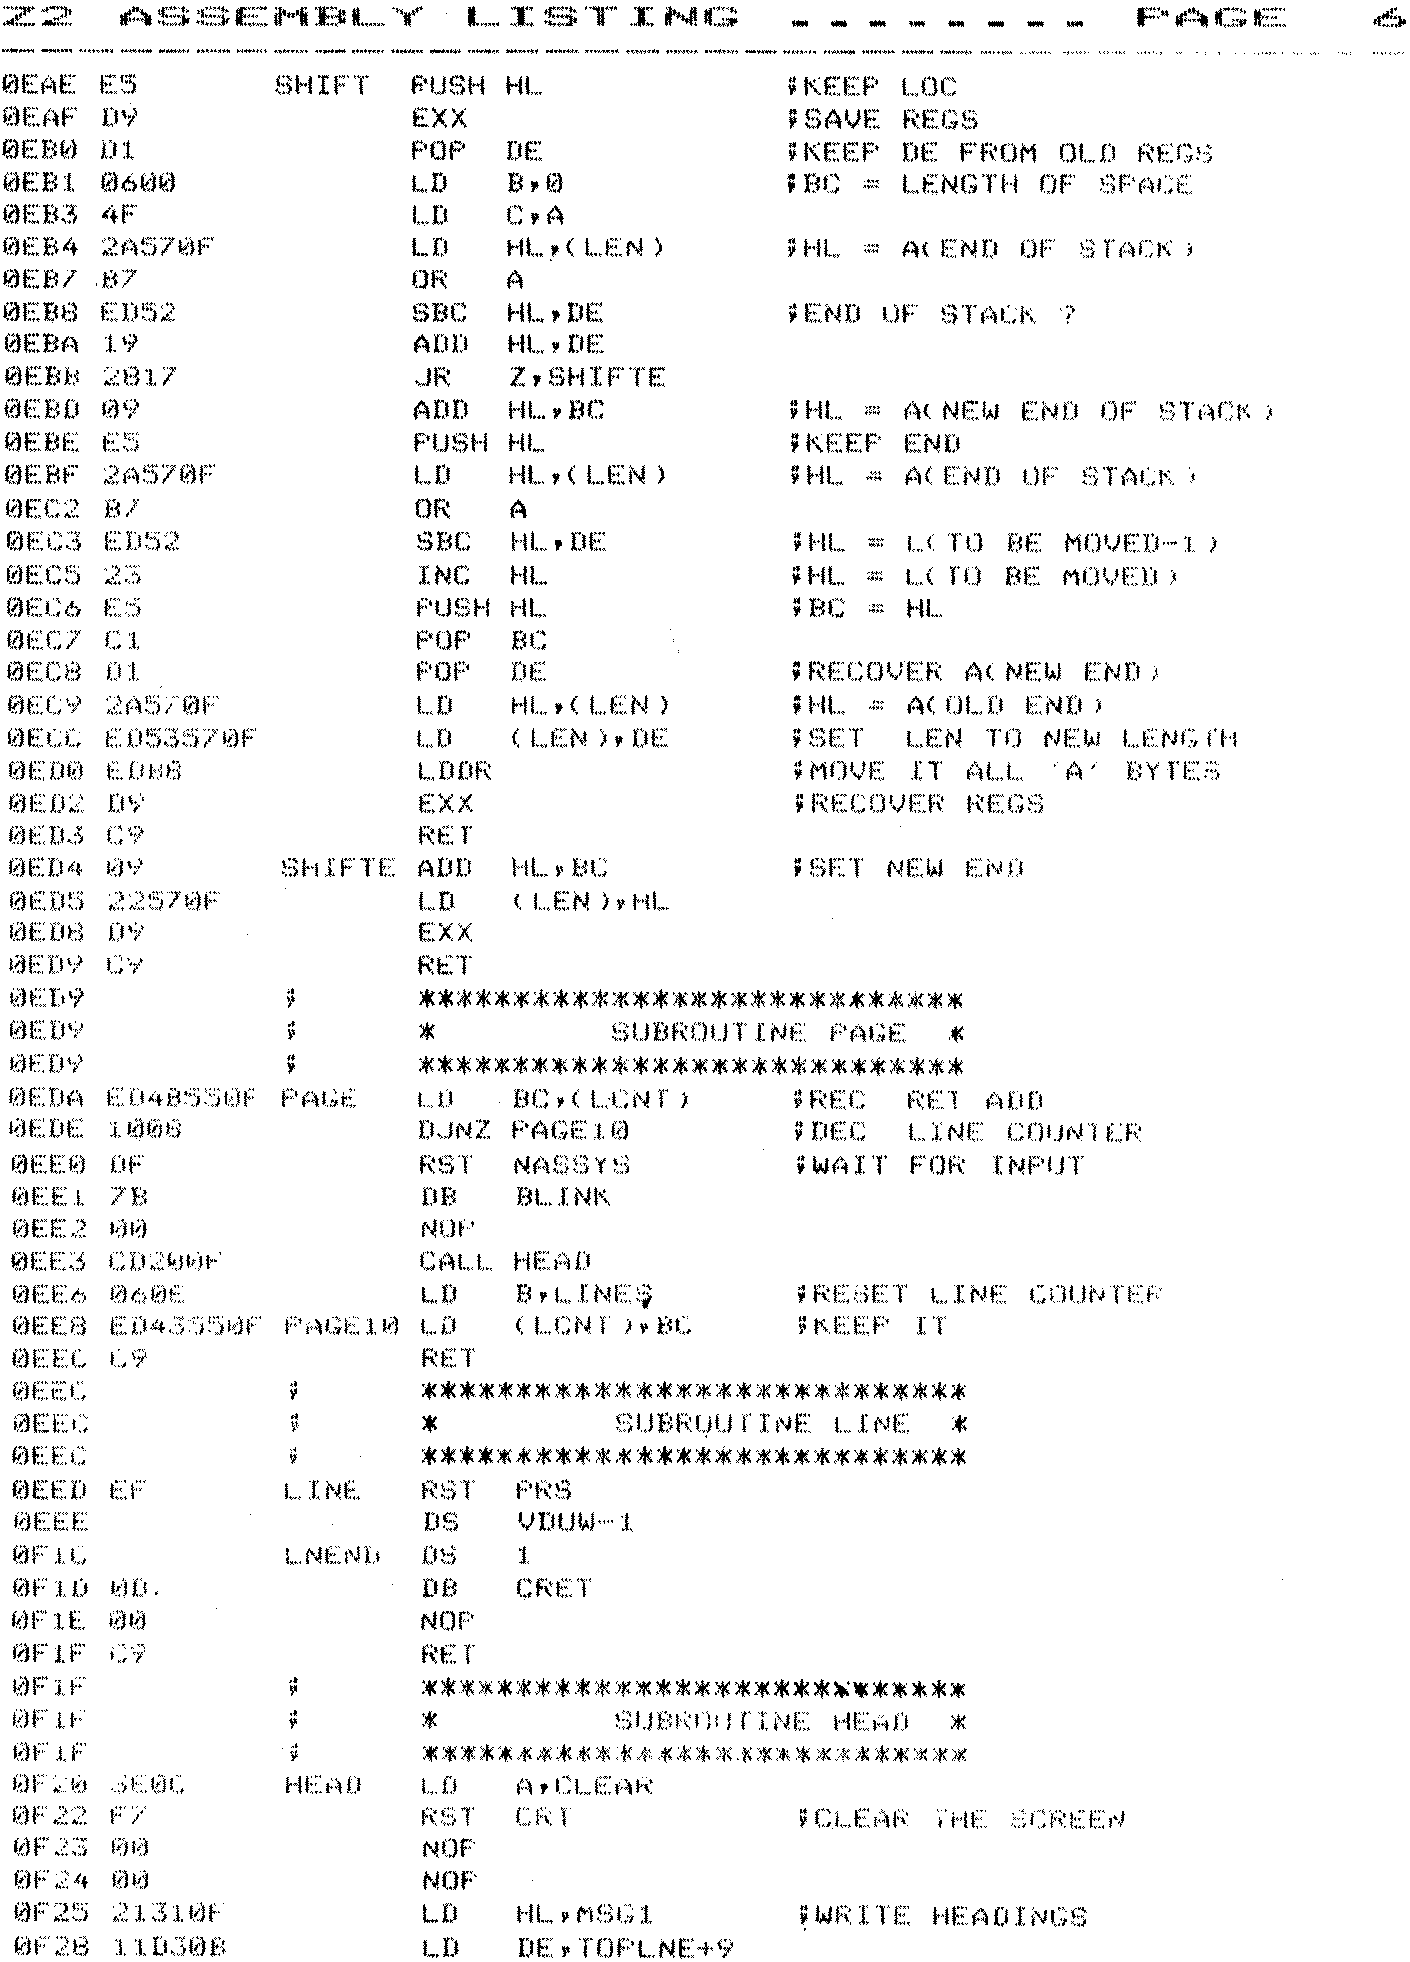 Z2 ASSEMBLY LISTING ........ PAGE 6
0EAE E5 SHIFT PUSH HL ;KEEP LOC
0EAF D9 EXX ;SAVE REGS
0EB0 D1 POP DE ;KEEP DE FROM OLD REGS
0EB1 0600 LD B,0 ;BC = LENGTH OF SPACE
0EB3 4F LD C,A
0EB4 2A570F LD HL,(LEN) ;HL = A(END OF STACK)
0EB7 B7 OR A
0EB8 ED52 SBC HL,DE ;END OF STACK ?
0EBA 19 ADD HL,DE
0EBB 2817 JR Z,SHIFTE
0EBD 09 ADD HL,BC ;HL = A(NEW END OF STACK)
0EBE E5 PUSH HL ;KEEP END
0EBF 2A570F LD HL,(LEN) ;HL = A(END OF STACK)
0EC2 B7 OR A
0EC3 ED52 SBC HL,DE ;HL = L(TO BE MOVED-1)
0EC5 23 INC HL ;HL = L(TO BE MOVED)
0EC6 E5 PUSH HL ;BC = HL
0EC7 C1 POP BC
0EC8 D1 POP DE ;RECOVER A(NEW END)
0EC9 2A570F LD HL,(LEN) ;HL = A(OLD END)
0ECC ED53570F LD (LEN),DE ;SET LEN TO NEW LENGTH
0ED0 EDB8 LDDR ;MOVE IT ALL 'A' BYTES
0ED2 D9 EXX ;RECOVER REGS
0ED3 C9 RET
0ED4 09 SHIFTE ADD HL,BC ;SET NEW END
0ED5 22570F LD (LEN),HL
0ED8 D9 EXX
0ED9 C9 RET
0ED9 ; ****************************
0ED9 ; * SUBROUTINE PAGE *
0ED9 ; ****************************
0EDA ED4B550F PAGE LD BC,(LCNT) ;REC RET ADD
0EDE 1008 DJNZ PAGE10 ;DEC LINE COUNTER
0EE0 DF RST NASSYS ;WAIT FOR INPUT
0EE1 7B DB BLINK
0EE2 00 NOP
0EE3 CD200F CALL HEAD
0EE6 060E LD B,LINES ;RESET LINE COUNTER
0EE8 ED43550F PAGE10 LD (LCNT),BC ;KEEP IT
0EEC C9 RET
0EEC ; ****************************
0EEC ; * SUBROUTINE LINE *
0EEC ; ****************************
0EED EF LINE RST PRS
0EEE DS VDUW-1
0F1C LNEND DS 1
0F1D 0D DB CRET
0F1E 00 NOP
0F1F C9 RET
0F1F ; ****************************
0F1F ; * SUBROUTINE HEAD *
0F1F ; ****************************
0F20 3E0C HEAD LD A,CLEAR
0F22 F7 RST CRT ;CLEAR THE SCREEN
0F23 00 NOP
0F24 00 NOP
0F25 21310F LD HL,MSG1 ;WRITE HEADINGS
0F28 11D30B LD DE,TOPLNE+9